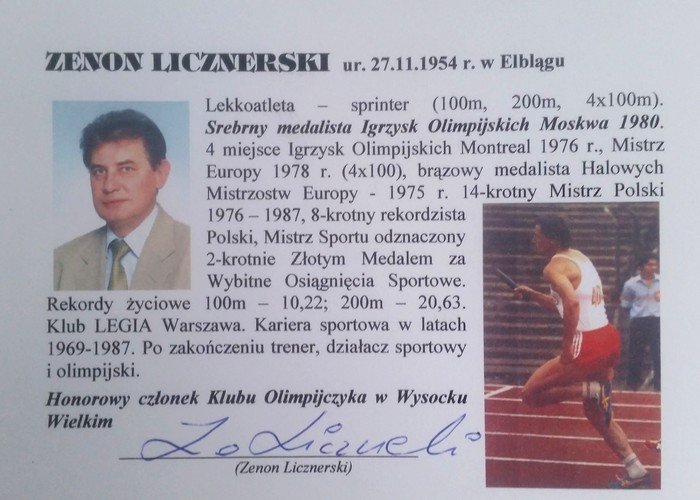 ZENON LICZNERSKI ur. 27.11.1954 r. w Elblągu
Lekkoatleta – sprinter (100m, 200m, 4x100m).
Srebrny medalista Igrzysk Olimpijskich Moskwa 1980.
4 miejsce Igrzysk Olimpijskich Montreal 1976 r., Mistrz
Europy 1978 r. (4x100), brązowy medalista Halowych
Mistrzostw Europy - 1975 r. 14-krotny Mistrz Polski
1976 – 1987, 8-krotny rekordzista
Polski, Mistrz Sportu odznaczony
2-krotnie Złotym Medalem za
Wybitne Osiągnięcia Sportowe.
Rekordy życiowe 100m – 10,22; 200m – 20,63.
Klub LEGIA Warszawa. Kariera sportowa w latach
1969-1987. Po zakończeniu trener, działacz sportowy
i olimpijski.
Honorowy członek Klubu Olimpijczyka w Wysocku
Wielkim
(Zenon Licznerski)